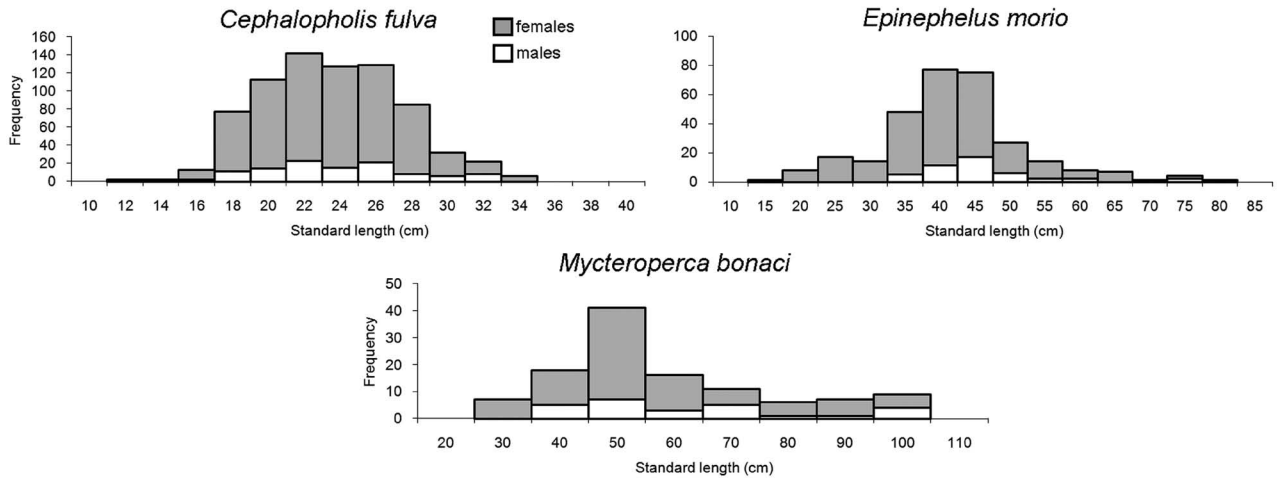 Cephalopholis fulva
females
males
160
140
120
100
80
60
40
20
0
Frequency
10 12 14 16 18 20 22 24 26 28 30 32 34 36 38 40
Standard length (cm)
Epinephelus morio
100
80
60
40
20
0
Frequency
10 15 20 25 30 35 40 45 50 55 60 65 70 75 80 85
Standard length (cm)
Mycteroperca bonaci
50
40
30
20
10
0
Frequency
20 30 40 50 60 70 80 90 100 110
Standard length (cm)